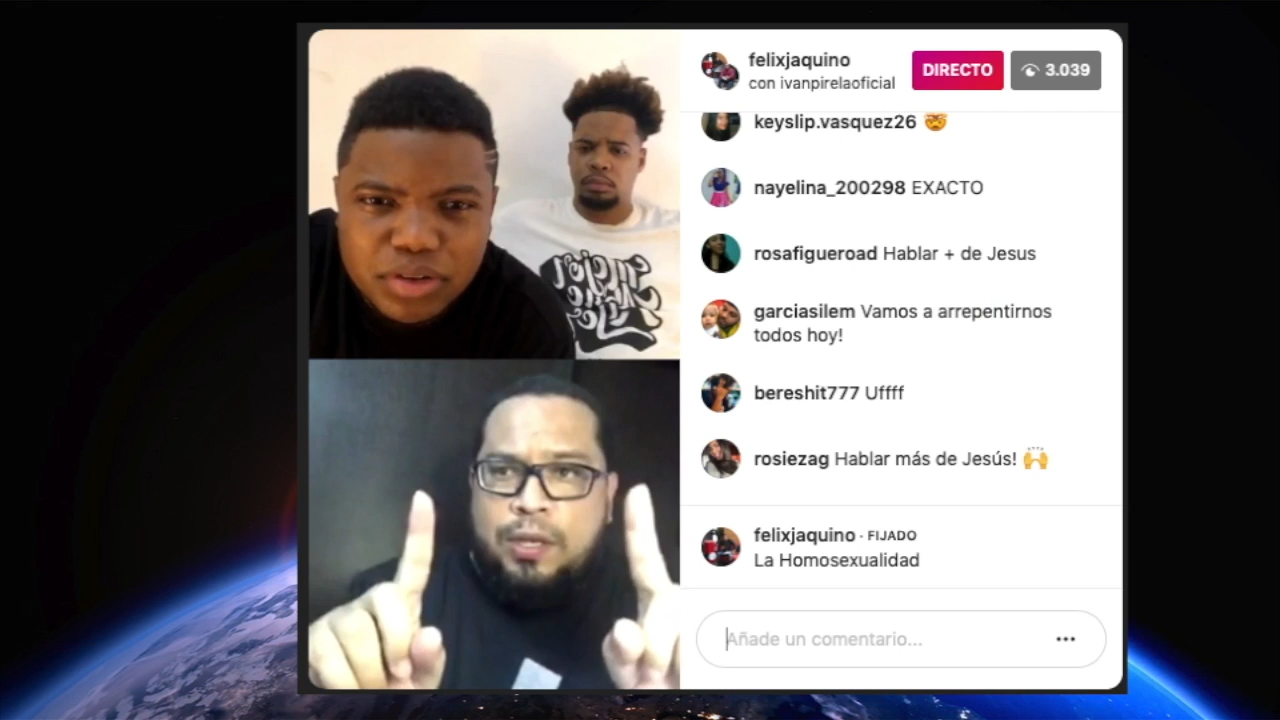 felixjaquino
con ivanpirelaoficial
DIRECTO
3.039
keyslip.vasquez26 🤯
nayelina_200298 EXACTO
rosafigueroad Hablar + de Jesus
garciasilem Vamos a arrepentirnos
todos hoy!
bereshit777 Uffff
rosiezag Hablar más de Jesús! 🙌
felixjaquino · FIJADO
La Homosexualidad
Añade un comentario...